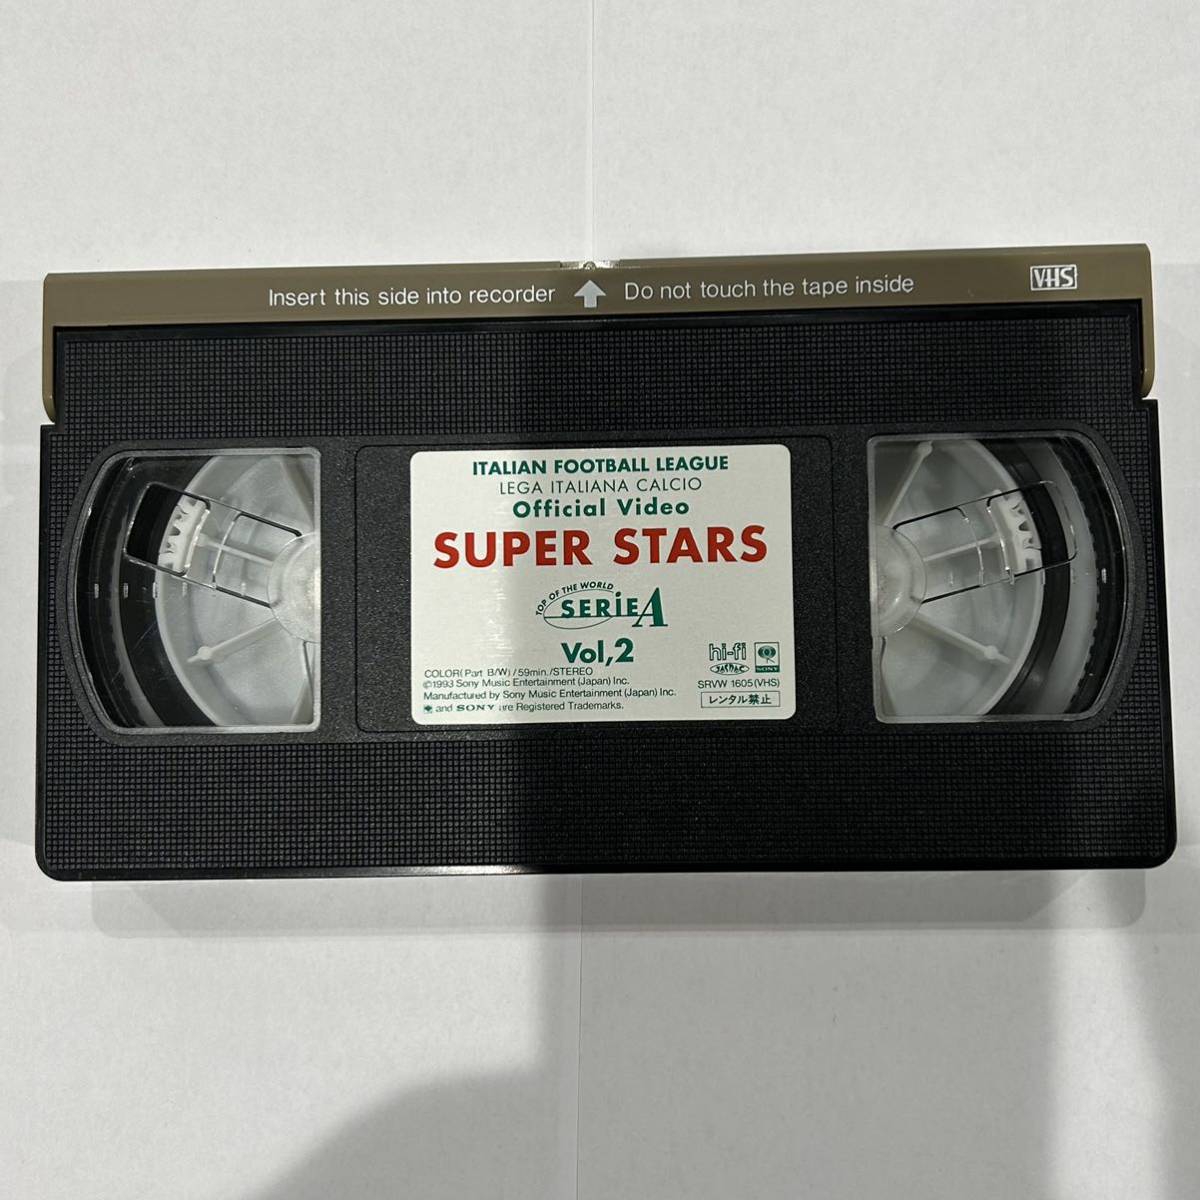 Insert this side into recorder Do not touch the tape inside VHS
ITALIAN FOOTBALL LEAGUE
LEGA ITALIANA CALCIO
Official Video
SUPER STARS
TOP OF THE WORLD
SERiE A
Vol,2
COLOR(Part B/W)/59min./STEREO
©1993 Sony Music Entertainment (Japan) Inc.
Manufactured by Sony Music Entertainment (Japan) Inc.
and SONY are Registered Trademarks.
hi-fi
SONY
SRVW 1605(VHS)
レンタル禁止